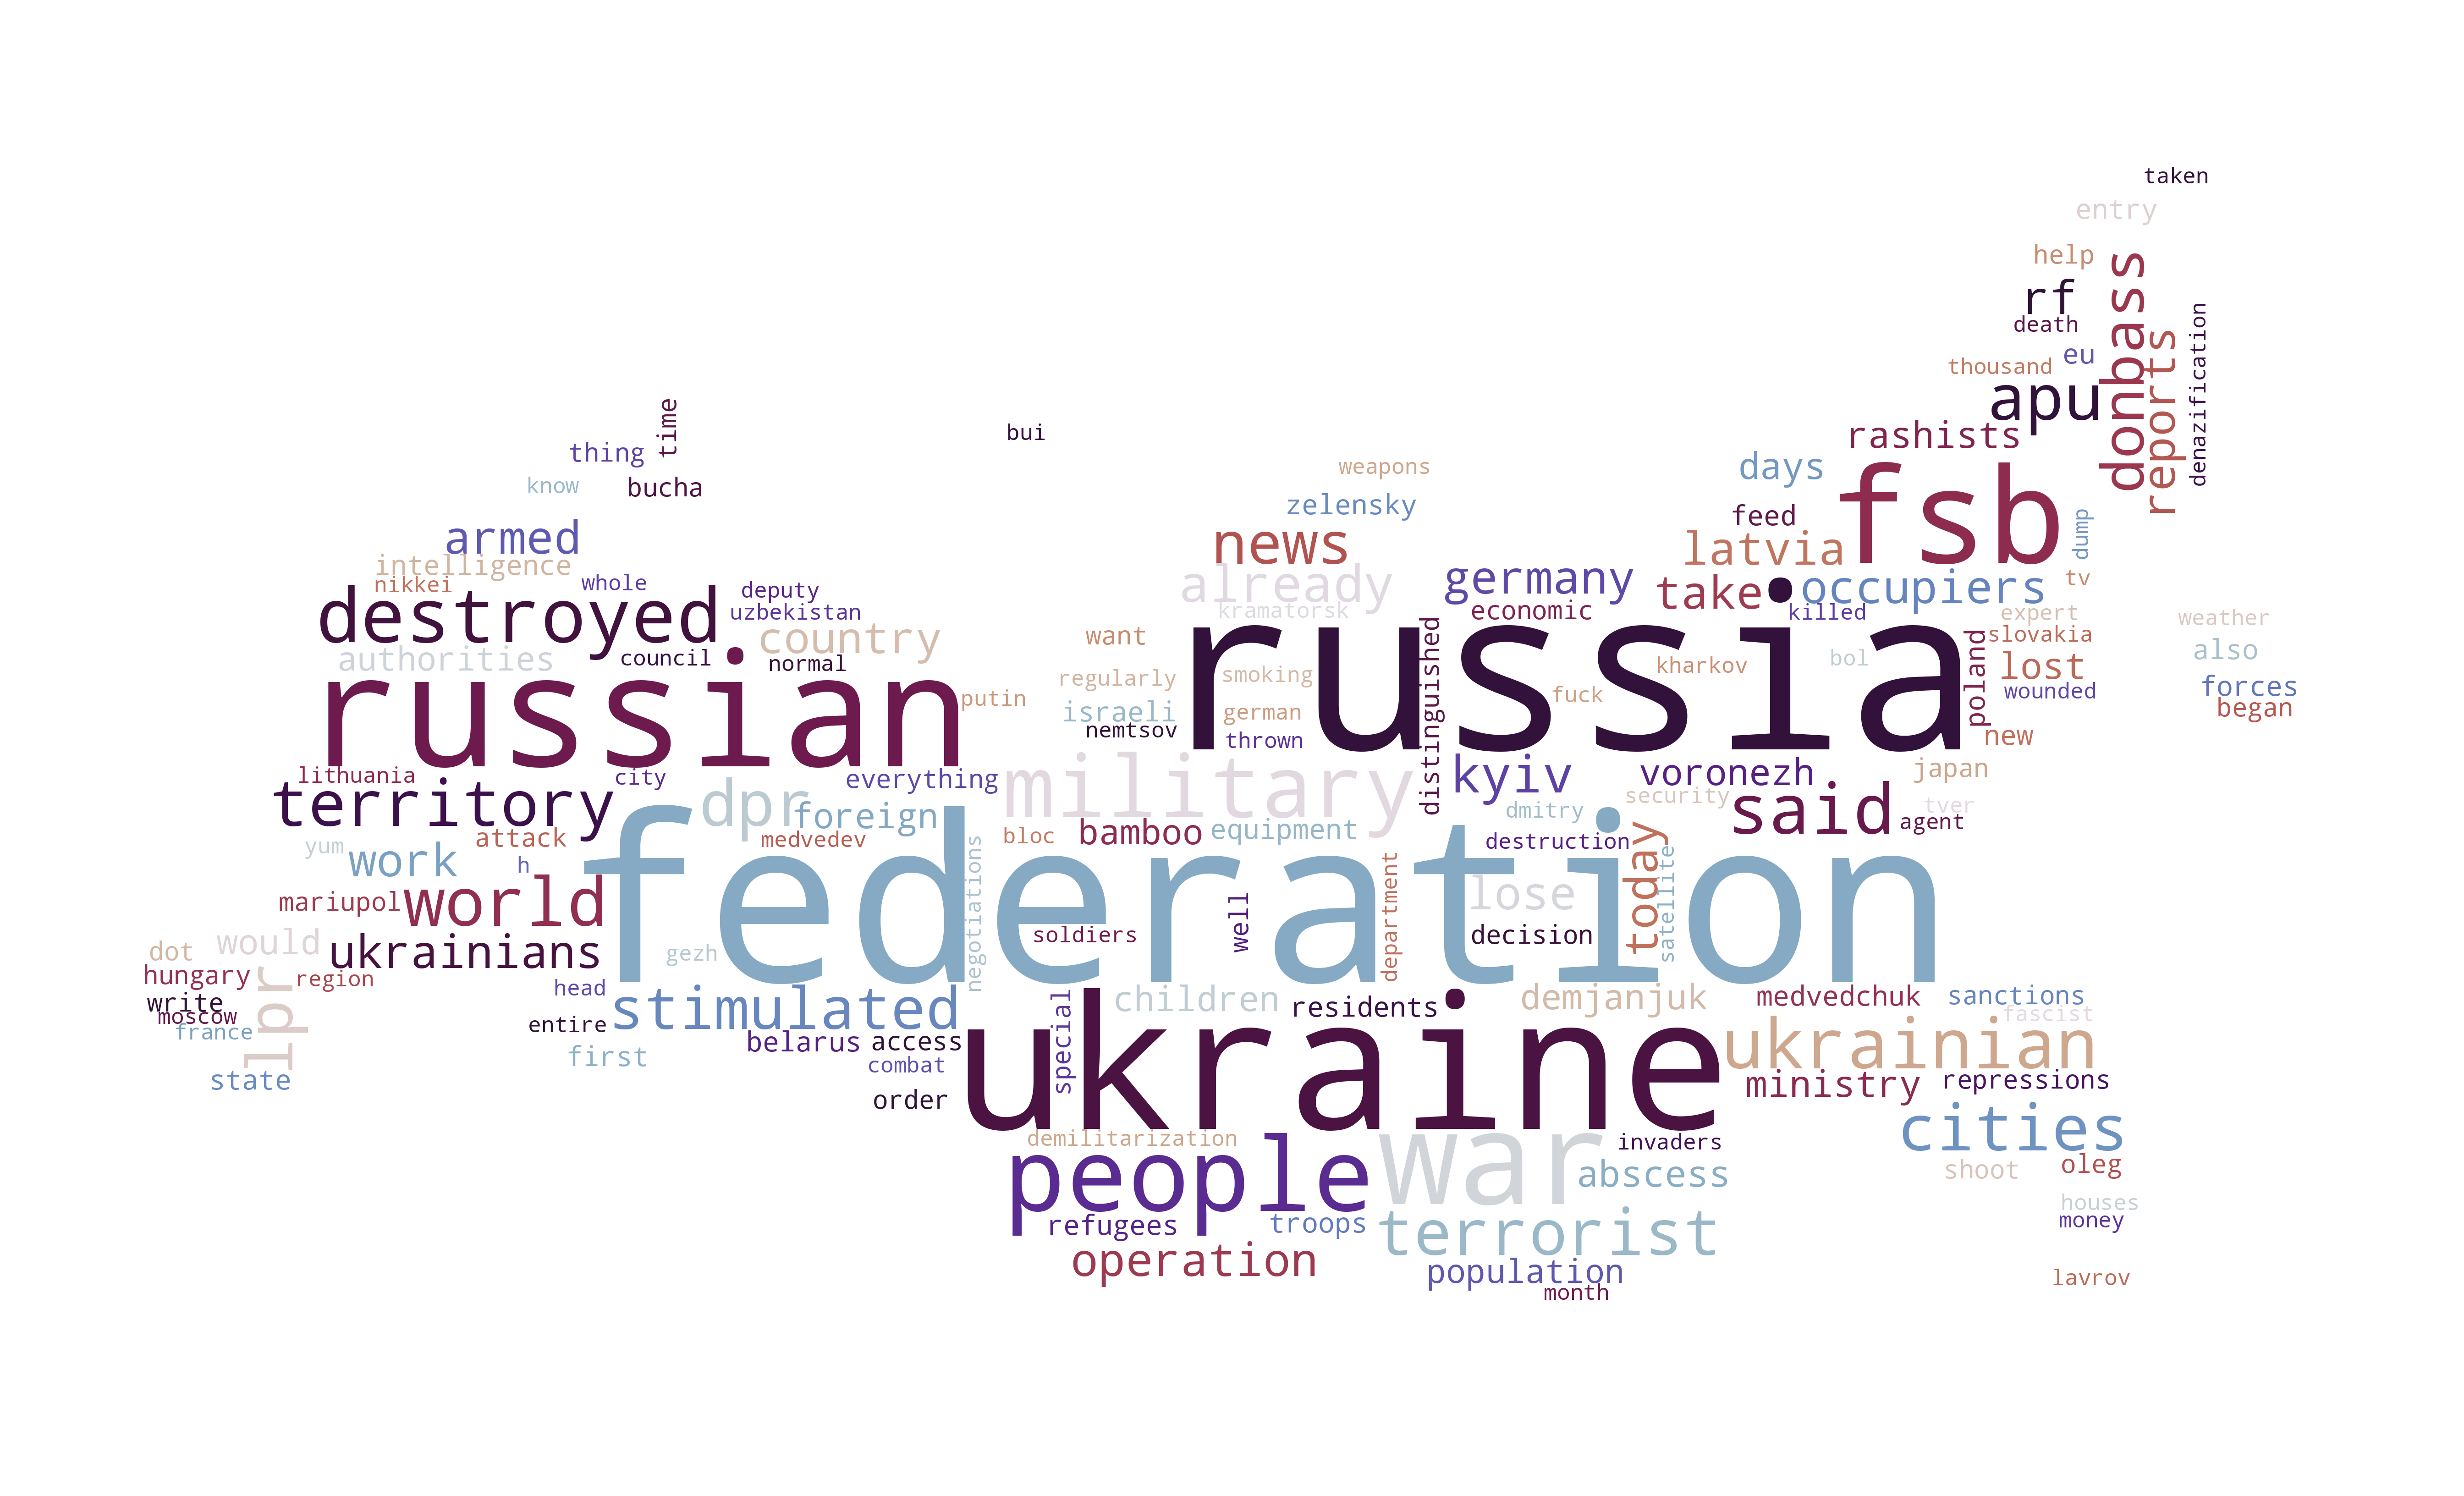 taken
entry
help
rf
donbass
death
denazification
reports
eu
thousand
apu
time
rashists
bui
thing
weapons
days
know
bucha
zelensky
fsb
feed
dump
armed
news
latvia
intelligence
nikkei
whole
already
germany
take
occupiers
tv
deputy
destroyed
uzbekistan
kramatorsk
economic
killed
expert
weather
country
want
russia
slovakia
also
authorities
council
normal
regularly
smoking
distinguished
kharkov
bol
poland
lost
russian
putin
israeli
german
fuck
wounded
forces
began
nemtsov
thrown
new
lithuania
city
everything
military
kyiv
voronezh
japan
territory
dpr
foreign
dmitry
security
said
tver
attack
medvedev
bloc
bamboo
equipment
destruction
agent
yum
work
h
federation
negotiations
department
today
satellite
mariupol
world
well
lose
would
ukrainians
gezh
soldiers
decision
dot
hungary
region
lpr
head
stimulated
special
children
residents
demjanjuk
medvedchuk
sanctions
write
moscow
france
entire
belarus
access
ukraine
fascist
ukrainian
first
combat
state
order
ministry
repressions
demilitarization
war
invaders
cities
people
abscess
shoot
oleg
refugees
troops
terrorist
houses
money
operation
population
month
lavrov